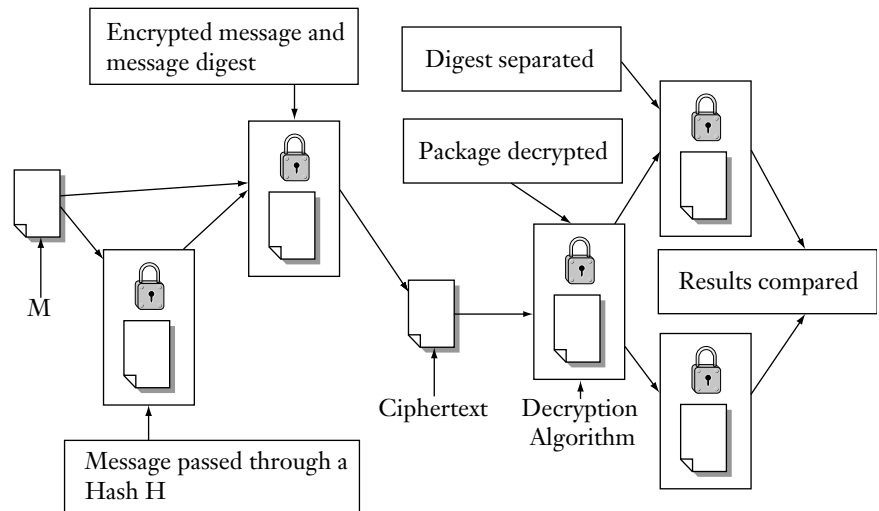 Encrypted message and
message digest
Digest separated
Package decrypted
M
Results compared
Ciphertext
Decryption
Algorithm
Message passed through a
Hash H